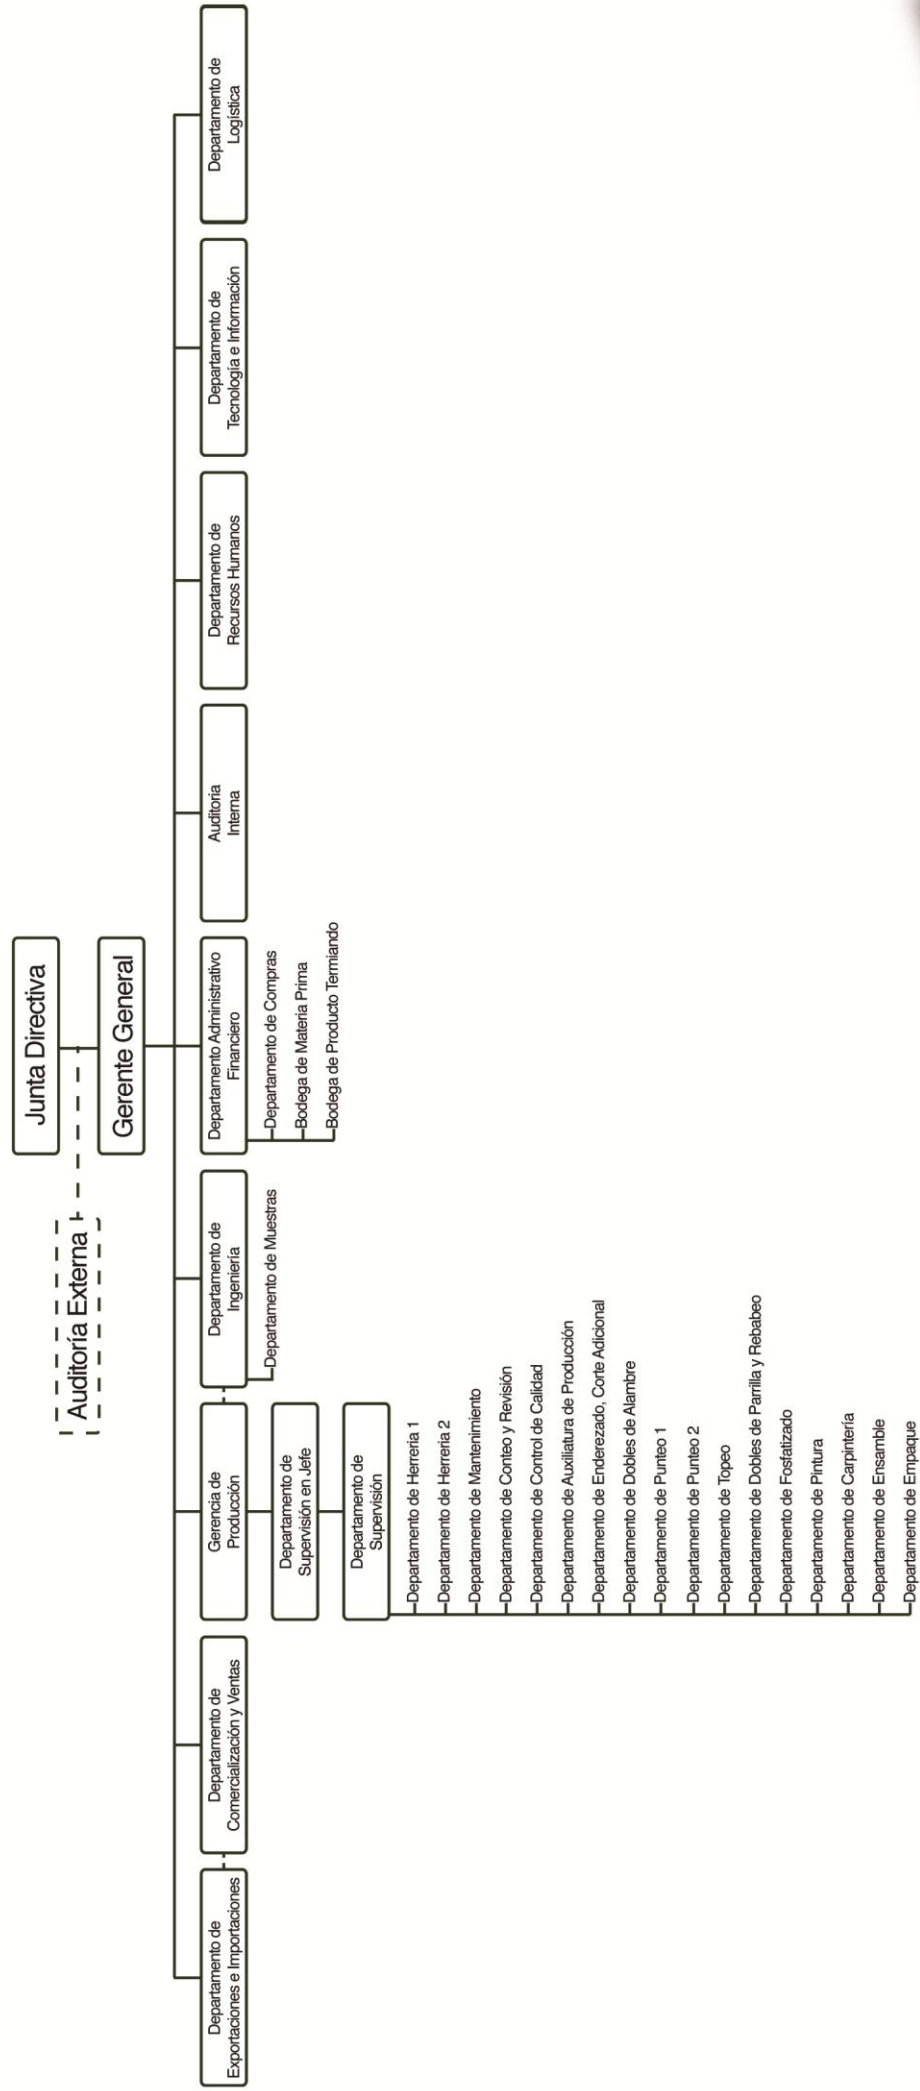 Junta Directiva
Auditoría Externa
Gerente General
Departamento de
Exportaciones e Importaciones
Departamento de
Comercialización y Ventas
Gerencia de
Producción
Departamento de
Ingeniería
Departamento Administrativo
Financiero
Auditoria
Interna
Departamento de
Recursos Humanos
Departamento de
Tecnología e Información
Departamento de
Logística
Departamento de
Supervisión en Jefe
Departamento de
Supervisión
Departamento de Herreria 1
Departamento de Herreria 2
Departamento de Mantenimiento
Departamento de Conteo y Revisión
Departamento de Control de Calidad
Departamento de Auxiliatura de Producción
Departamento de Enderezado, Corte Adicional
Departamento de Dobles de Alambre
Departamento de Punteo 1
Departamento de Punteo 2
Departamento de Topeo
Departamento de Dobles de Parrilla y Rebabeo
Departamento de Fosfatizado
Departamento de Pintura
Departamento de Carpintería
Departamento de Ensamble
Departamento de Empaque
Departamento de Muestras
Departamento de Compras
Bodega de Materia Prima
Bodega de Producto Termiando